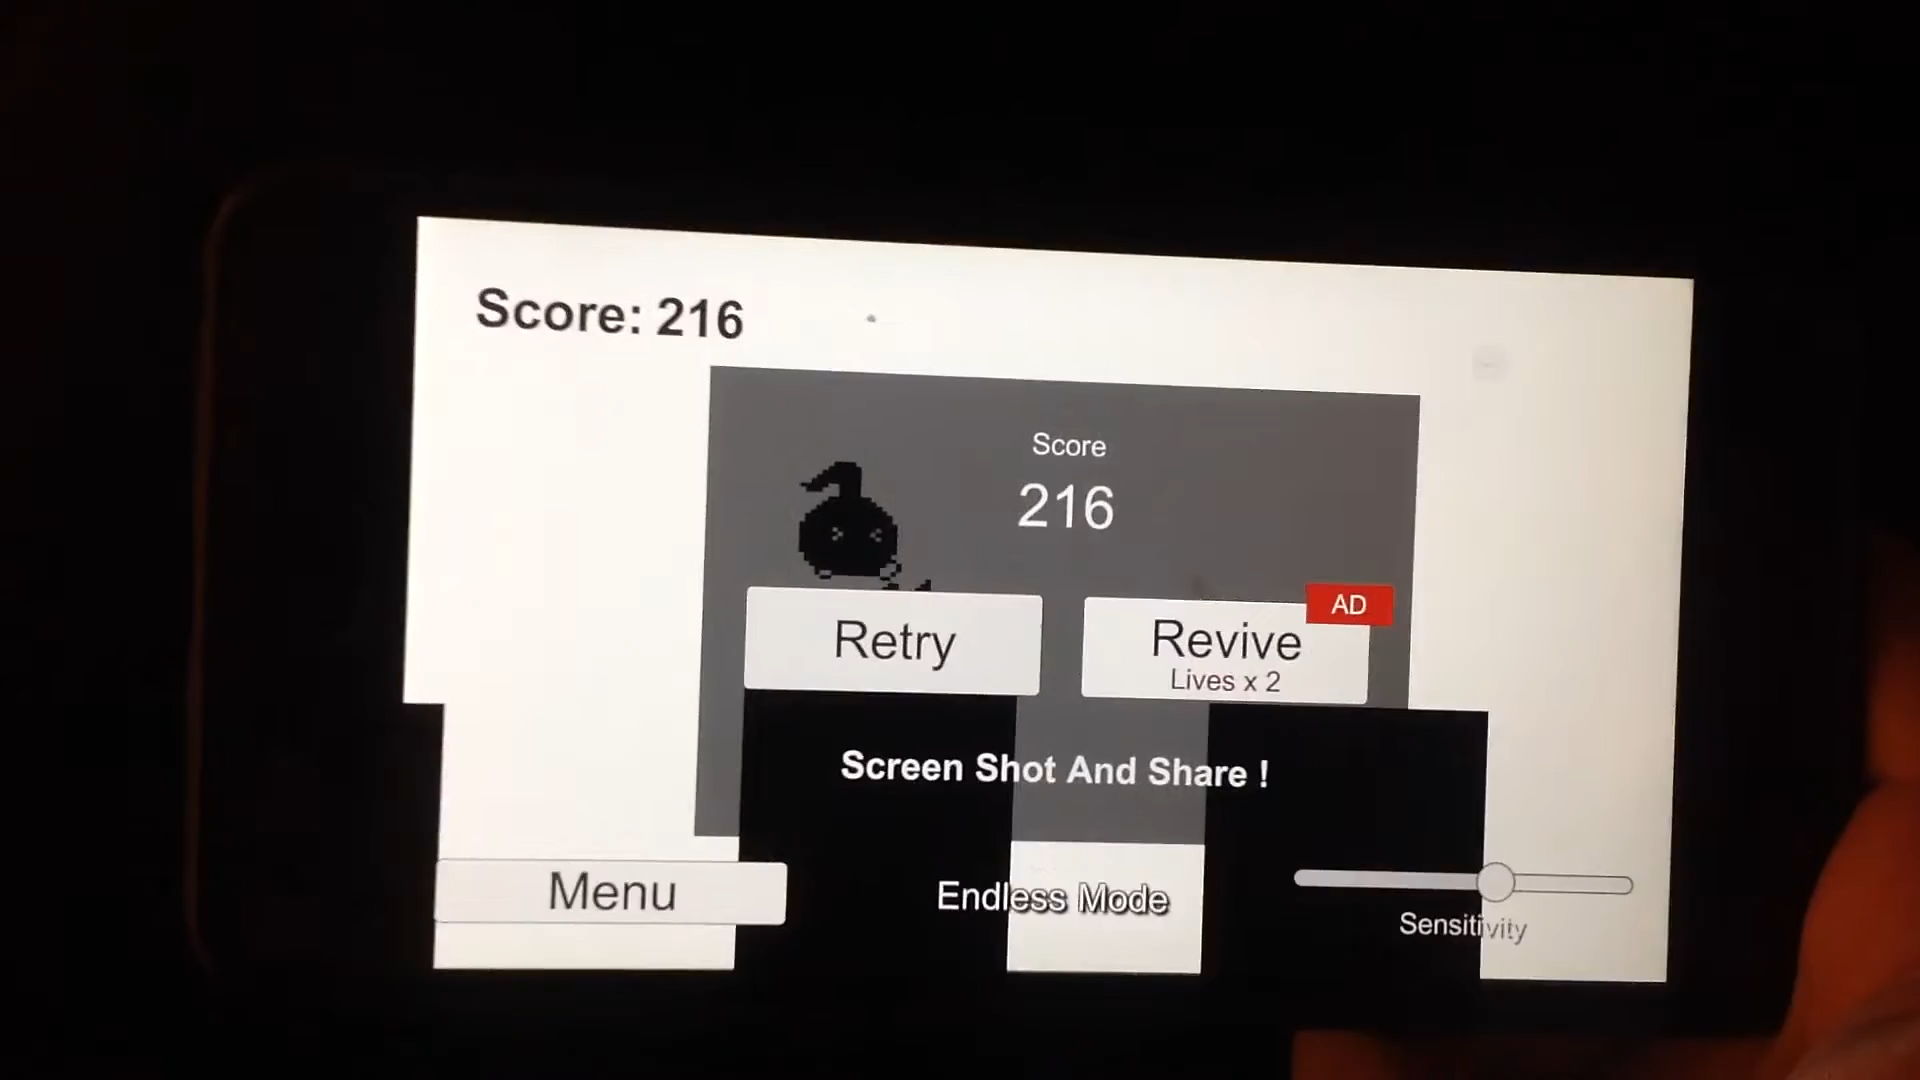 Score: 216
Score
216
AD
Retry
Revive
Lives x 2
Screen Shot And Share !
Menu
Endless Mode
Sensitivity